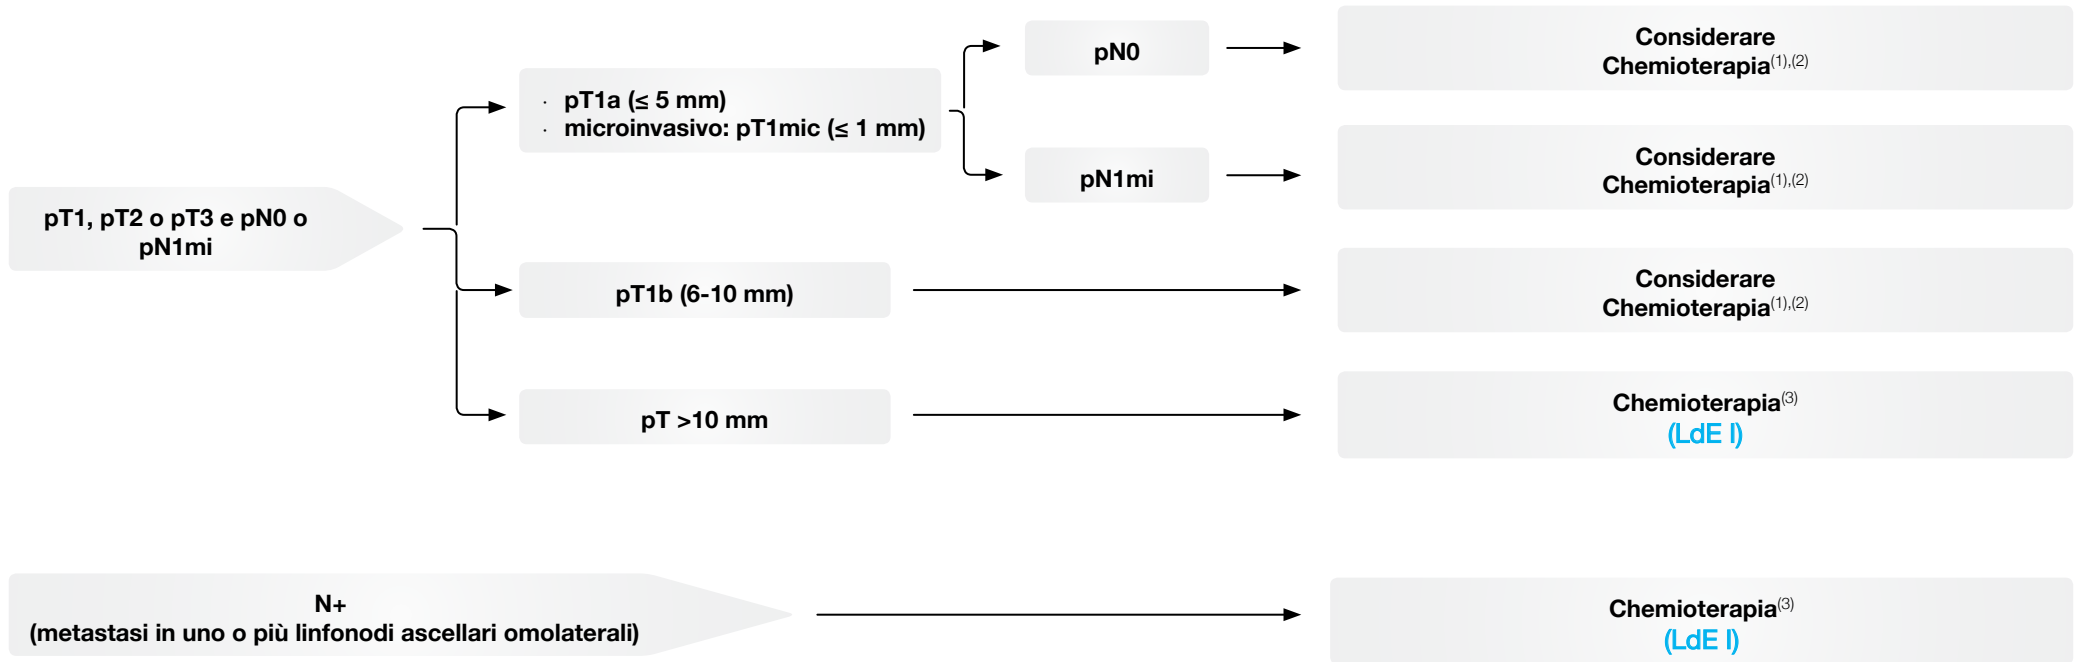 pT1, pT2 o pT3 e pN0 o
pN1mi
· pT1a (≤ 5 mm)
· microinvasivo: pT1mic (≤ 1 mm)
pN0
Considerare
Chemioterapia(1),(2)
pN1mi
Considerare
Chemioterapia(1),(2)
pT1b (6-10 mm)
Considerare
Chemioterapia(1),(2)
pT >10 mm
Chemioterapia(3)
(LdE I)
N+
(metastasi in uno o più linfonodi ascellari omolaterali)
Chemioterapia(3)
(LdE I)